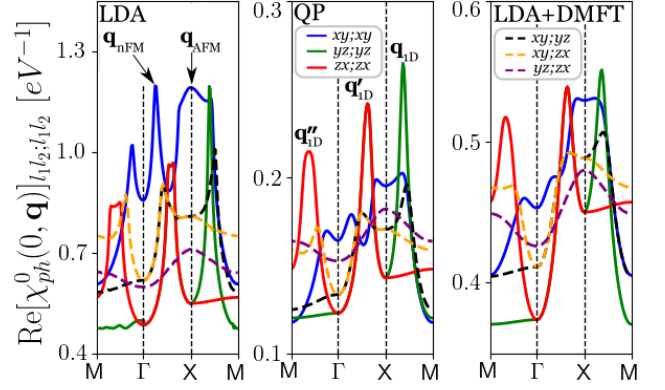 Re[χ⁰ₚₕ(0, q)]ₗ₁ₗ₂;ₗ₁ₗ₂ [eV⁻¹]
LDA
q_nFM
q_AFM
1.3
1.0
0.7
0.4
M Γ X M
QP
xy;xy
yz;yz
zx;zx
q_1D
q′_1D
q″_1D
0.3
0.2
0.1
M Γ X M
LDA+DMFT
xy;yz
xy;zx
yz;zx
0.6
0.5
0.4
M Γ X M